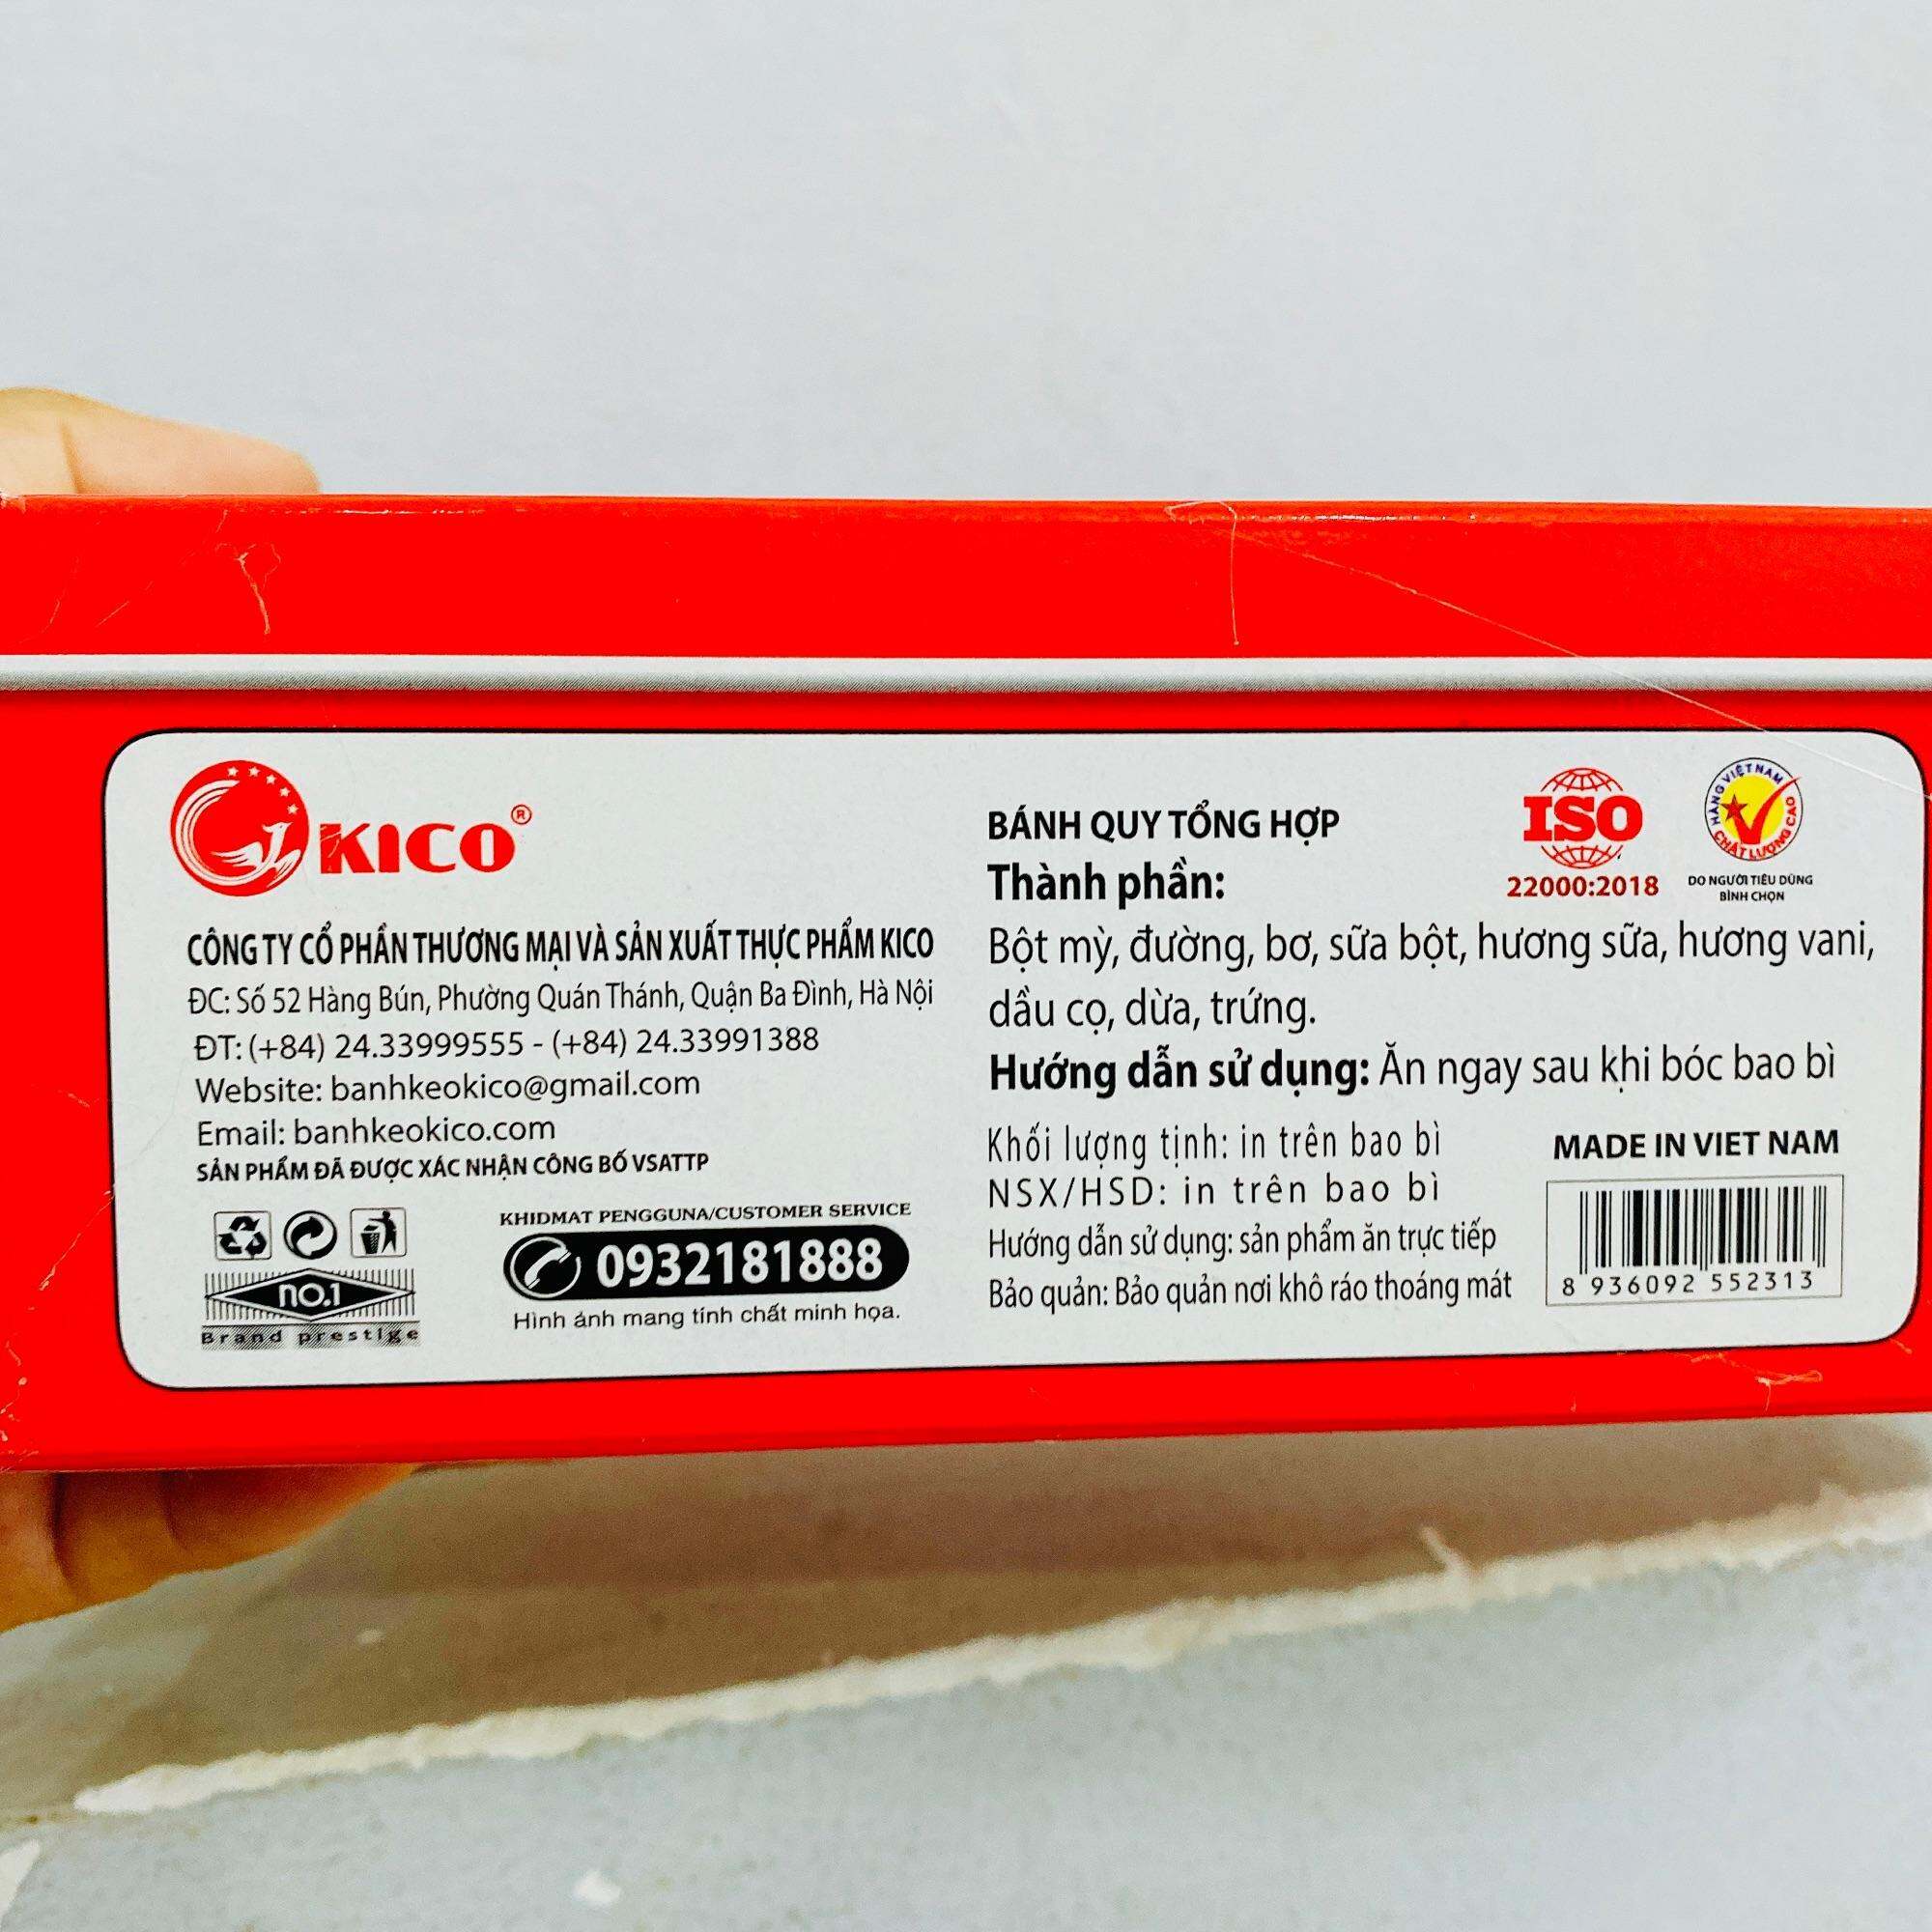 KICO®
CÔNG TY CỔ PHẦN THƯƠNG MẠI VÀ SẢN XUẤT THỰC PHẨM KICO
ĐC: Số 52 Hàng Bún, Phường Quán Thánh, Quận Ba Đình, Hà Nội
ĐT: (+84) 24.33999555 - (+84) 24.33991388
Website: banhkeokico@gmail.com
Email: banhkeokico.com
SẢN PHẨM ĐÃ ĐƯỢC XÁC NHẬN CÔNG BỐ VSATTP
no.1
Brand prestige
KHIDMAT PENGGUNA/CUSTOMER SERVICE
0932181888
Hình ảnh mang tính chất minh họa.
BÁNH QUY TỔNG HỢP
Thành phần:
Bột mỳ, đường, bơ, sữa bột, hương sữa, hương vani,
dầu cọ, dừa, trứng.
Hướng dẫn sử dụng: Ăn ngay sau khi bóc bao bì
Khối lượng tịnh: in trên bao bì
NSX/HSD: in trên bao bì
Hướng dẫn sử dụng: sản phẩm ăn trực tiếp
Bảo quản: Bảo quản nơi khô ráo thoáng mát
ISO
22000:2018
HÀNG VIỆT NAM
CHẤT LƯỢNG CAO
DO NGƯỜI TIÊU DÙNG
BÌNH CHỌN
MADE IN VIET NAM
8 936092 552313